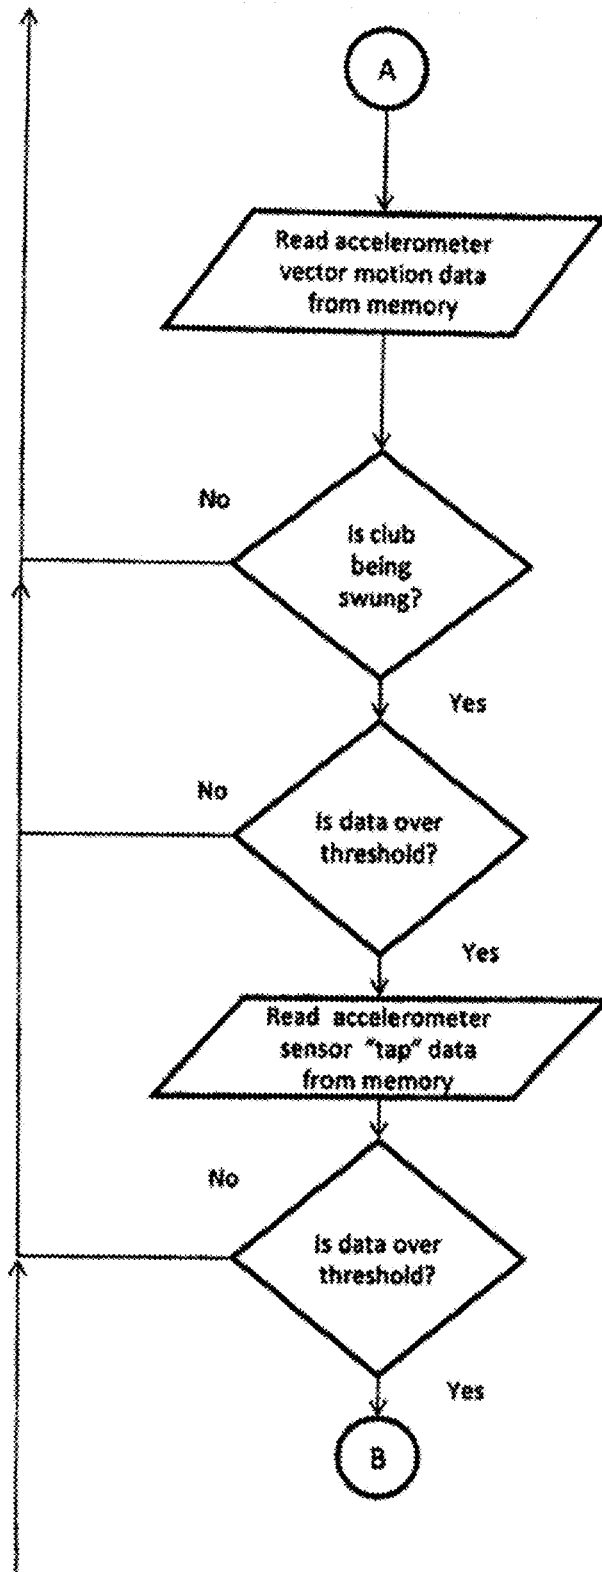 A
Read accelerometer
vector motion data
from memory
No
Is club
being
swung?
Yes
No
Is data over
threshold?
Yes
Read accelerometer
sensor "tap" data
from memory
No
Is data over
threshold?
Yes
B